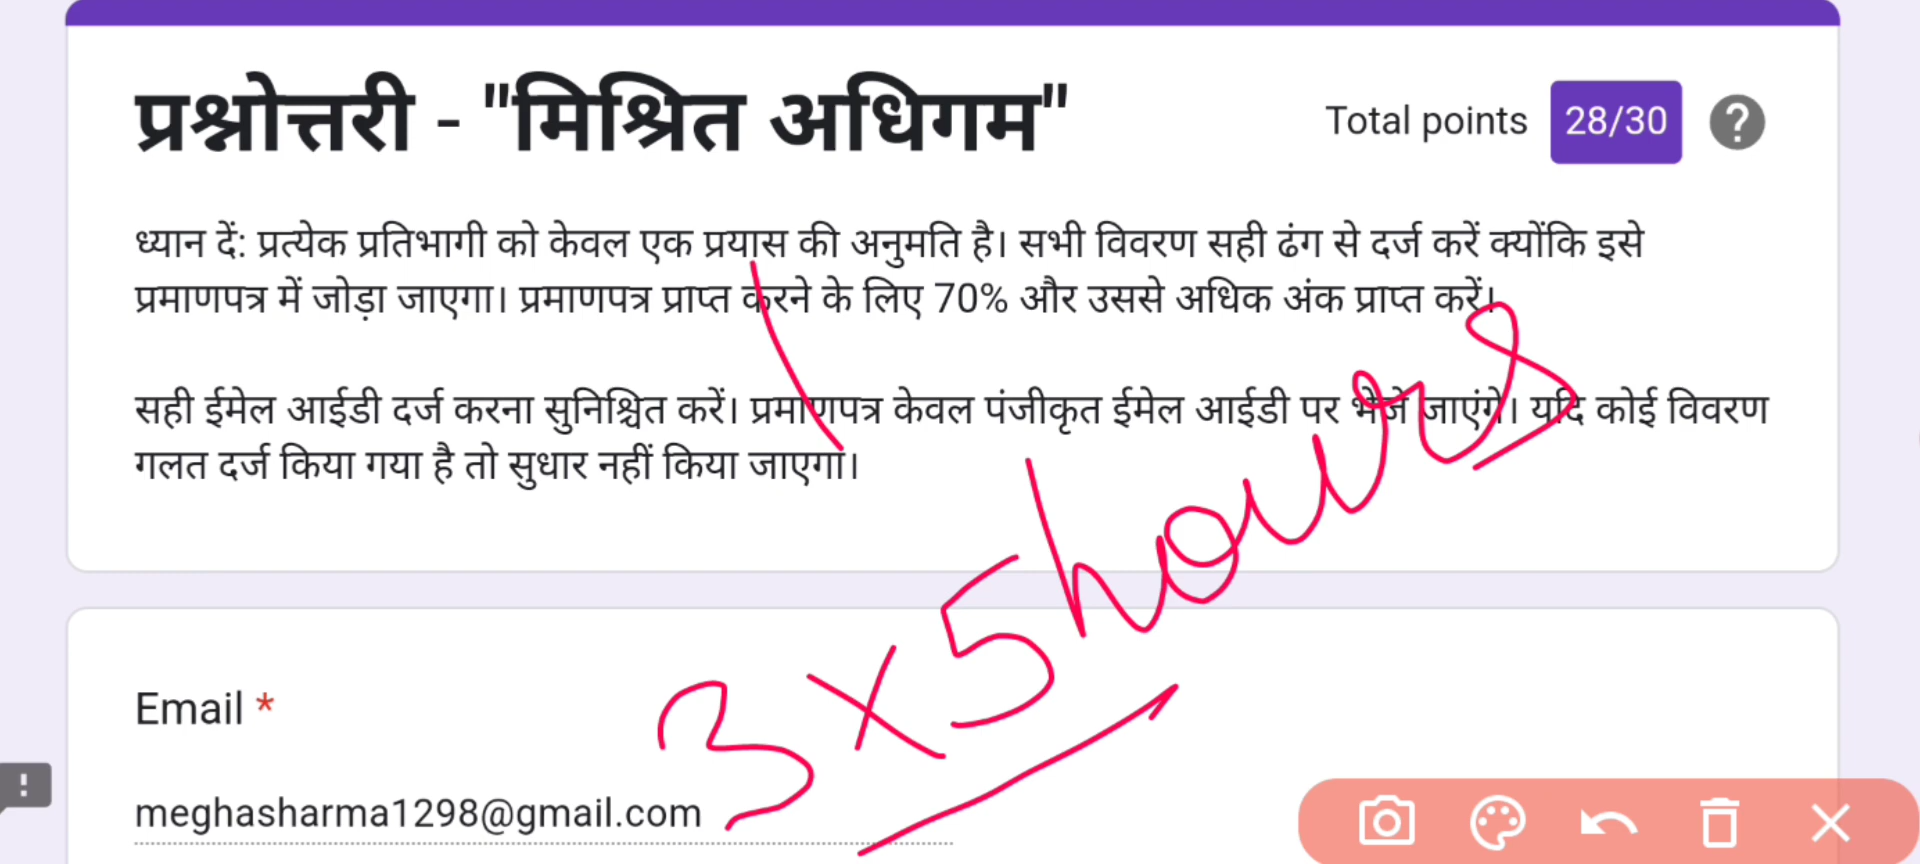 प्रश्नोत्तरी - "मिश्रित अधिगम"
Total points 28/30 ?
ध्यान दें: प्रत्येक प्रतिभागी को केवल एक प्रयास की अनुमति है। सभी विवरण सही ढंग से दर्ज करें क्योंकि इसे
प्रमाणपत्र में जोड़ा जाएगा। प्रमाणपत्र प्राप्त करने के लिए 70% और उससे अधिक अंक प्राप्त करें।
सही ईमेल आईडी दर्ज करना सुनिश्चित करें। प्रमाणपत्र केवल पंजीकृत ईमेल आईडी पर भेजे जाएंगे। यदि कोई विवरण
गलत दर्ज किया गया है तो सुधार नहीं किया जाएगा।
3x5hours
Email *
meghasharma1298@gmail.com